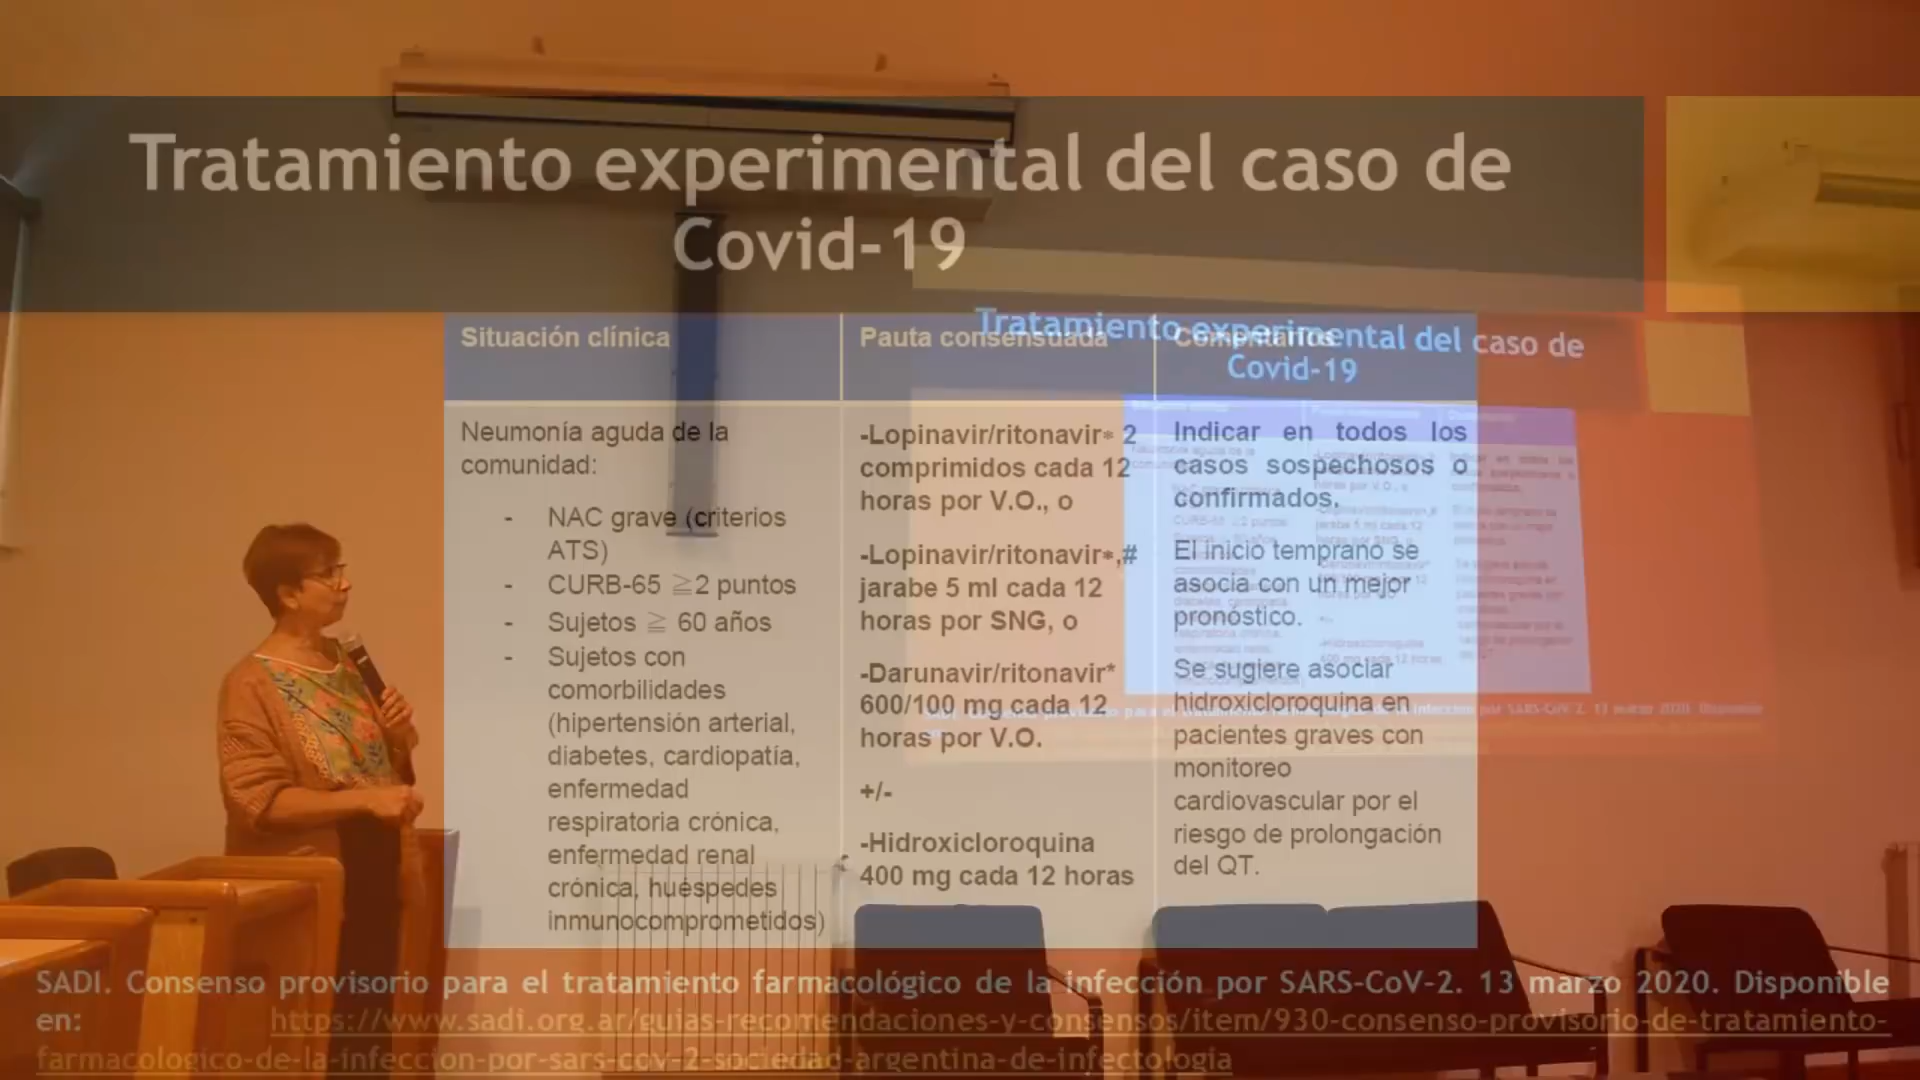 Tratamiento experimental del caso de
Covid-19
Situación clínica
Pauta consensuada
Comentarios
Neumonía aguda de la
comunidad:
- NAC grave (criterios
ATS)
- CURB-65 ≧2 puntos
- Sujetos ≧ 60 años
- Sujetos con
comorbilidades
(hipertensión arterial,
diabetes, cardiopatía,
enfermedad
respiratoria crónica,
enfermedad renal
crónica, huéspedes
inmunocomprometidos)
-Lopinavir/ritonavir* 2
comprimidos cada 12
horas por V.O., o
-Lopinavir/ritonavir*,#
jarabe 5 ml cada 12
horas por SNG, o
-Darunavir/ritonavir*
600/100 mg cada 12
horas por V.O.
+/-
-Hidroxicloroquina
400 mg cada 12 horas
Indicar en todos los
casos sospechosos o
confirmados.
El inicio temprano se
asocia con un mejor
pronóstico.
Se sugiere asociar
hidroxicloroquina en
pacientes graves con
monitoreo
cardiovascular por el
riesgo de prolongación
del QT.
Tratamiento experimental del caso de
Covid-19
SADI. Consenso provisorio para el tratamiento farmacológico de la infección por SARS-CoV-2. 13 marzo 2020. Disponible
en: https://www.sadi.org.ar/guias-recomendaciones-y-consensos/item/930-consenso-provisorio-de-tratamiento-
farmacologico-de-la-infeccion-por-sars-cov-2-sociedad-argentina-de-infectologia